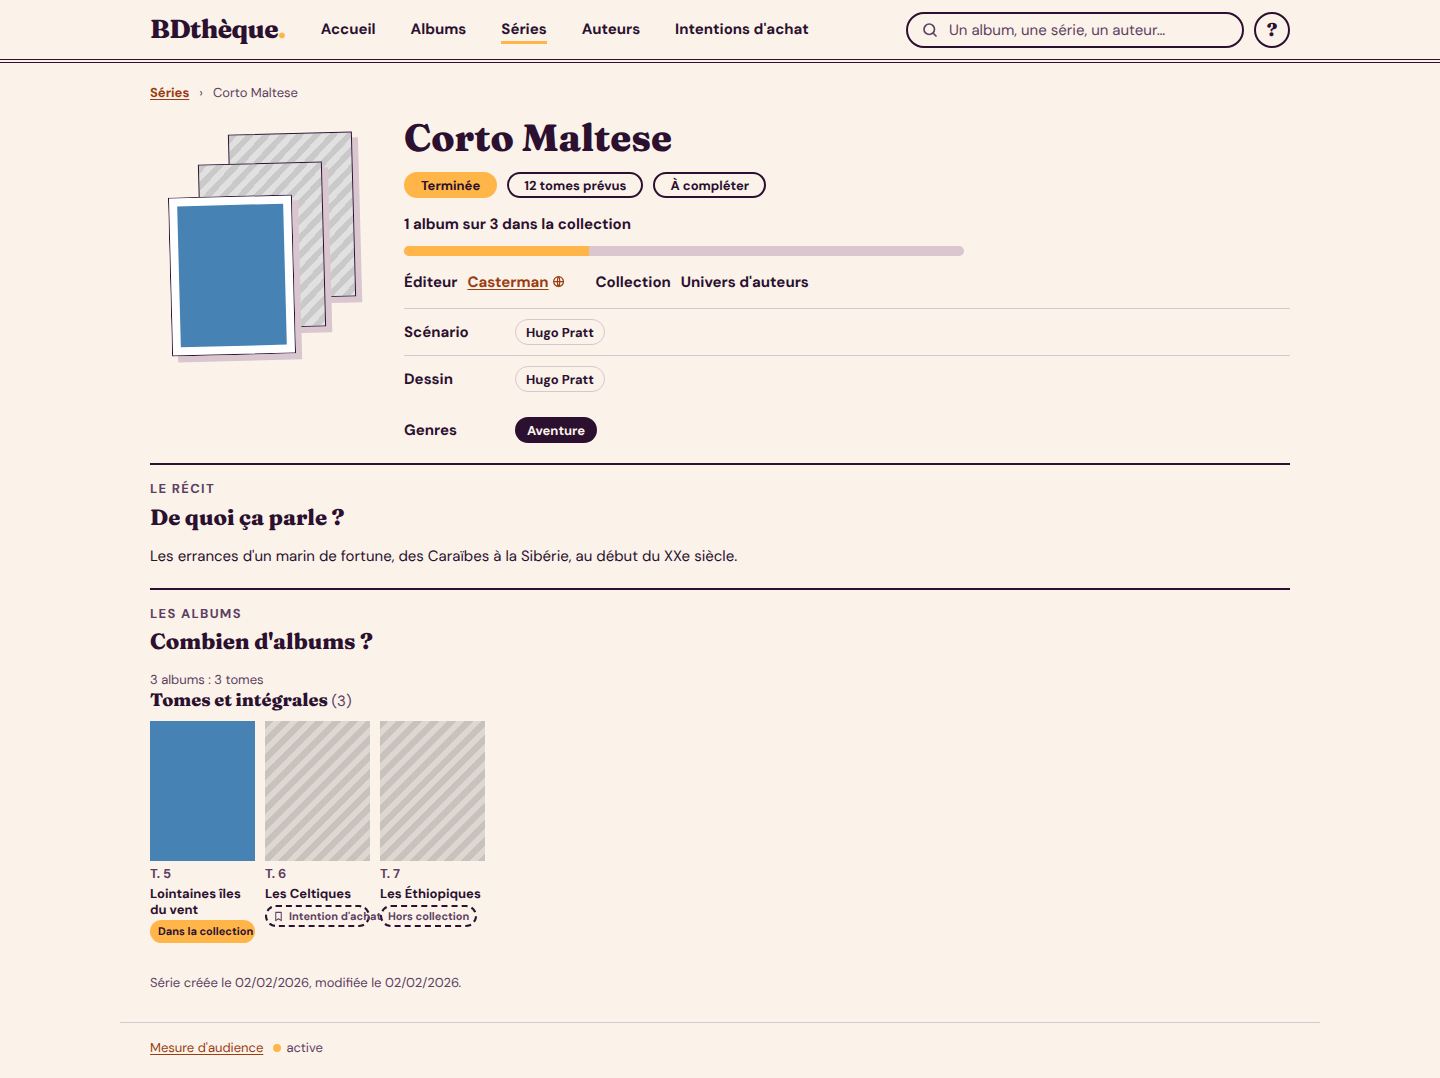 BDthèque.
Accueil Albums Séries Auteurs Intentions d'achat
Un album, une série, un auteur...
?
Séries › Corto Maltese
Corto Maltese
Terminée 12 tomes prévus À compléter
1 album sur 3 dans la collection
Éditeur Casterman Collection Univers d'auteurs
Scénario Hugo Pratt
Dessin Hugo Pratt
Genres Aventure
LE RÉCIT
De quoi ça parle ?
Les errances d'un marin de fortune, des Caraïbes à la Sibérie, au début du XXe siècle.
LES ALBUMS
Combien d'albums ?
3 albums : 3 tomes
Tomes et intégrales (3)
T. 5
Lointaines îles
du vent
Dans la collection
T. 6
Les Celtiques
Intention d'achat
T. 7
Les Éthiopiques
Hors collection
Série créée le 02/02/2026, modifiée le 02/02/2026.
Mesure d'audience active